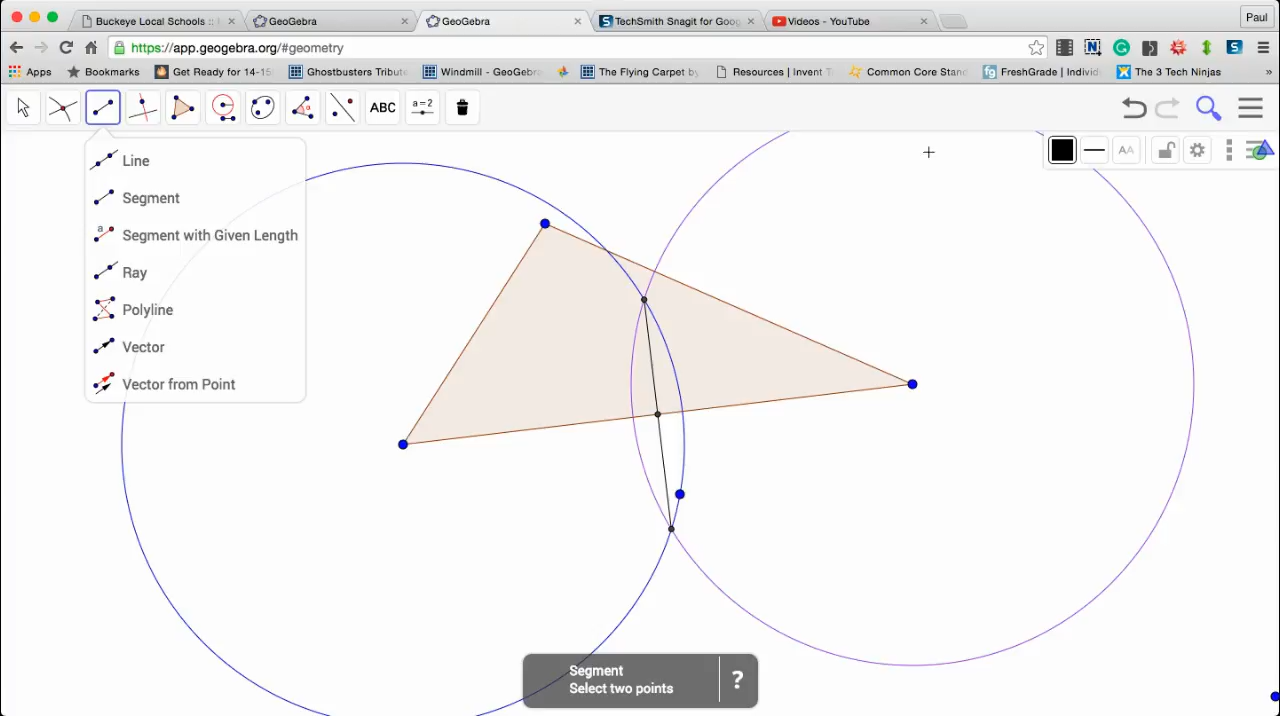 Buckeye Local Schools ::
GeoGebra
GeoGebra
TechSmith Snagit for Goog
Videos - YouTube
Paul
https://app.geogebra.org/#geometry
Apps
Bookmarks
Get Ready for 14-15
Ghostbusters Tribute
Windmill - GeoGebr
The Flying Carpet by
Resources | Invent T
Common Core Stand
FreshGrade | Individ
The 3 Tech Ninjas
»
ABC
a=2
AA
Line
Segment
a
Segment with Given Length
Ray
Polyline
Vector
Vector from Point
Segment
Select two points
?